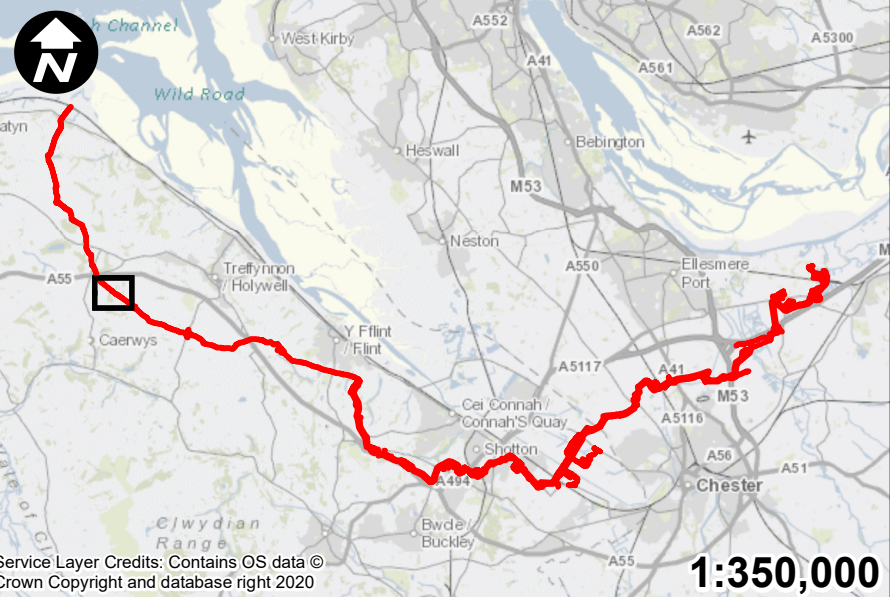 N
h Channel
West Kirby
A552
A41
A562
A5300
A561
Wild Road
atyn
Heswall
Bebington
M53
Neston
A550
Ellesmere
Port
M
A55
Treffynnon
/ Holywell
Caerwys
Y Fflint
/ Flint
A5117
A41
M53
Cei Connah /
Connah'S Quay
A5116
Shotton
A494
A56
A51
Chester
Clwydian
Range
Bwcle /
Buckley
A55
Service Layer Credits: Contains OS data ©
Crown Copyright and database right 2020
1:350,000